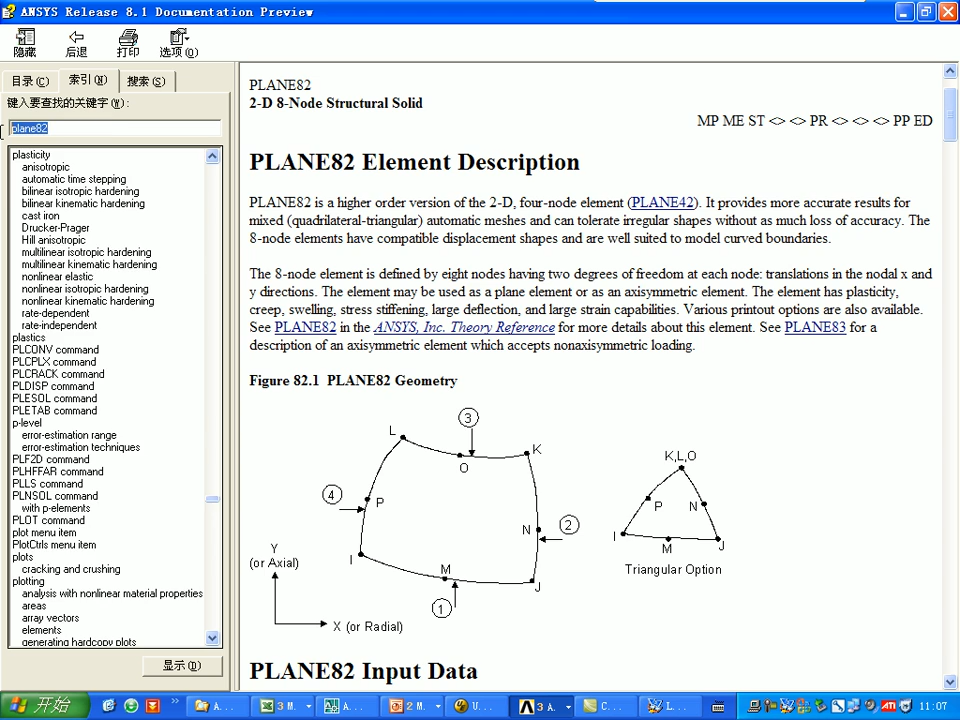 ANSYS Release 8.1 Documentation Preview
隐藏 后退 打印 选项(O)
目录(C) 索引(N) 搜索(S)
键入要查找的关键字(W):
plane82
plasticity
anisotropic
automatic time stepping
bilinear isotropic hardening
bilinear kinematic hardening
cast iron
Drucker-Prager
Hill anisotropic
multilinear isotropic hardening
multilinear kinematic hardening
nonlinear elastic
nonlinear isotropic hardening
nonlinear kinematic hardening
rate-dependent
rate-independent
plastics
PLCONV command
PLCPLX command
PLCRACK command
PLDISP command
PLESOL command
PLETAB command
p-level
error-estimation range
error-estimation techniques
PLF2D command
PLHFFAR command
PLLS command
PLNSOL command
with p-elements
PLOT command
plot menu item
PlotCtrls menu item
plots
cracking and crushing
plotting
analysis with nonlinear material properties
areas
array vectors
elements
generating hardcopy plots
显示(D)
PLANE82
2-D 8-Node Structural Solid
MP ME ST <> <> PR <> <> <> PP ED
PLANE82 Element Description
PLANE82 is a higher order version of the 2-D, four-node element (PLANE42). It provides more accurate results for
mixed (quadrilateral-triangular) automatic meshes and can tolerate irregular shapes without as much loss of accuracy. The
8-node elements have compatible displacement shapes and are well suited to model curved boundaries.
The 8-node element is defined by eight nodes having two degrees of freedom at each node: translations in the nodal x and
y directions. The element may be used as a plane element or as an axisymmetric element. The element has plasticity,
creep, swelling, stress stiffening, large deflection, and large strain capabilities. Various printout options are also available.
See PLANE82 in the ANSYS, Inc. Theory Reference for more details about this element. See PLANE83 for a
description of an axisymmetric element which accepts nonaxisymmetric loading.
Figure 82.1 PLANE82 Geometry
3
L
K
O
4
P
N
2
I
M
J
1
Y
(or Axial)
X (or Radial)
K,L,O
P
N
I
M
J
Triangular Option
PLANE82 Input Data
开始
A...
3 M.
A...
2 M.
U...
3 A.
C...
L...
11:07